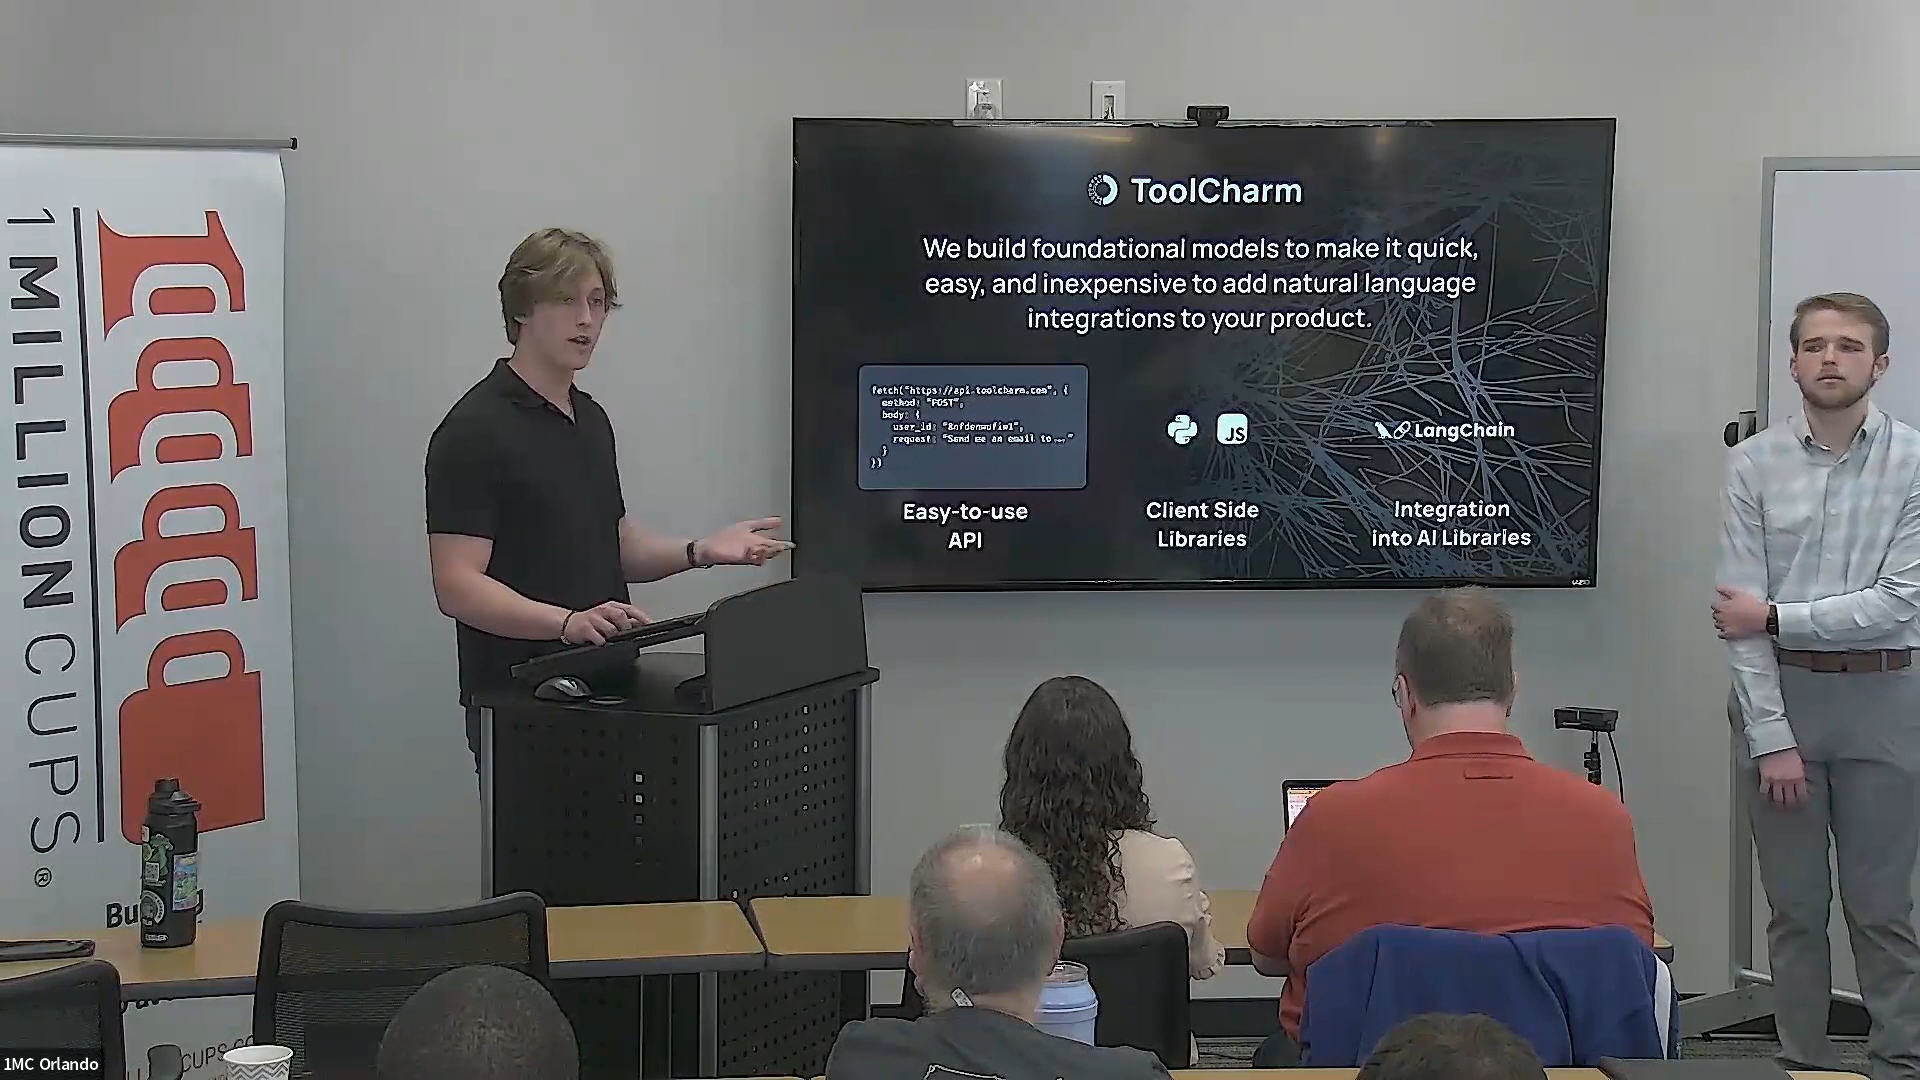 1 MILLION CUPS®
ToolCharm
We build foundational models to make it quick,
easy, and inexpensive to add natural language
integrations to your product.
fetch("https://api.toolcharm.com", {
method: "POST",
body: {
request: "Send me an email to ..."
}
})
JS
LangChain
Easy-to-use
API
Client Side
Libraries
Integration
into AI Libraries
1MC Orlando